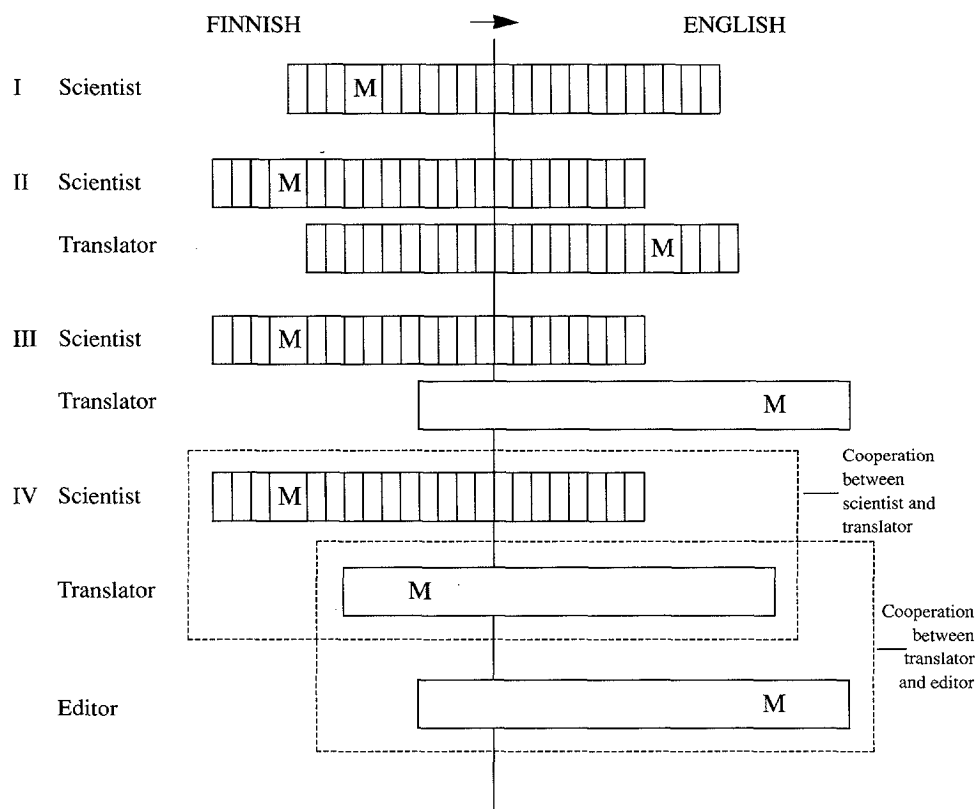 FINNISH ENGLISH
I Scientist M
II Scientist M
Translator M
III Scientist M
Translator M
Cooperation
between
scientist and
translator
IV Scientist M
Translator M
Cooperation
between
translator
and editor
Editor M